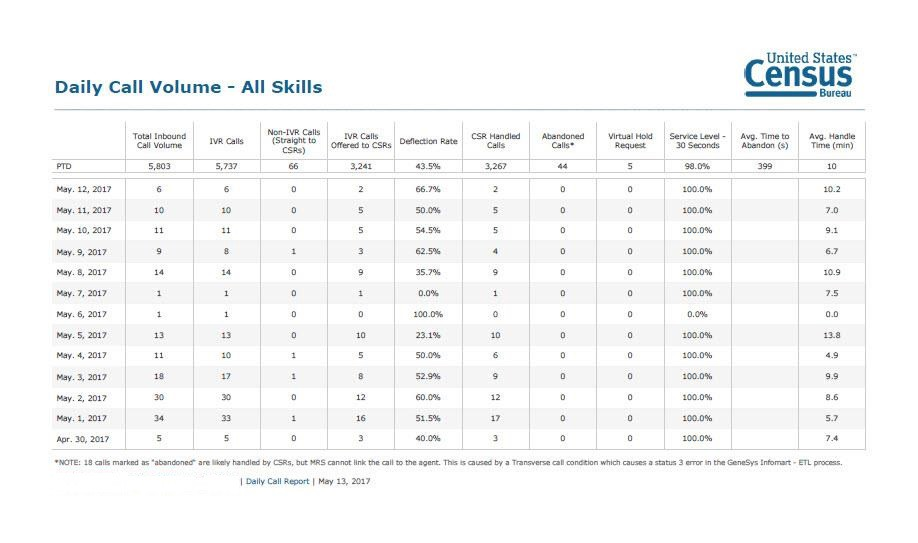 United States™
Census
Bureau
Daily Call Volume - All Skills
Total Inbound Call Volume IVR Calls Non-IVR Calls (Straight to CSRs) IVR Calls Offered to CSRs Deflection Rate CSR Handled Calls Abandoned Calls* Virtual Hold Request Service Level - 30 Seconds Avg. Time to Abandon (s) Avg. Handle Time (min)
PTD 5,803 5,737 66 3,241 43.5% 3,267 44 5 98.0% 399 10
May. 12, 2017 6 6 0 2 66.7% 2 0 0 100.0% 10.2
May. 11, 2017 10 10 0 5 50.0% 5 0 0 100.0% 7.0
May. 10, 2017 11 11 0 5 54.5% 5 0 0 100.0% 9.1
May. 9, 2017 9 8 1 3 62.5% 4 0 0 100.0% 6.7
May. 8, 2017 14 14 0 9 35.7% 9 0 0 100.0% 10.9
May. 7, 2017 1 1 0 1 0.0% 1 0 0 100.0% 7.5
May. 6, 2017 1 1 0 0 100.0% 0 0 0 0.0% 0.0
May. 5, 2017 13 13 0 10 23.1% 10 0 0 100.0% 13.8
May. 4, 2017 11 10 1 5 50.0% 6 0 0 100.0% 4.9
May. 3, 2017 18 17 1 8 52.9% 9 0 0 100.0% 9.9
May. 2, 2017 30 30 0 12 60.0% 12 0 0 100.0% 8.6
May. 1, 2017 34 33 1 16 51.5% 17 0 0 100.0% 5.7
Apr. 30, 2017 5 5 0 3 40.0% 3 0 0 100.0% 7.4
*NOTE: 18 calls marked as "abandoned" are likely handled by CSRs, but MRS cannot link the call to the agent. This is caused by a Transverse call condition which causes a status 3 error in the GeneSys Infomart - ETL process.
| Daily Call Report | May 13, 2017